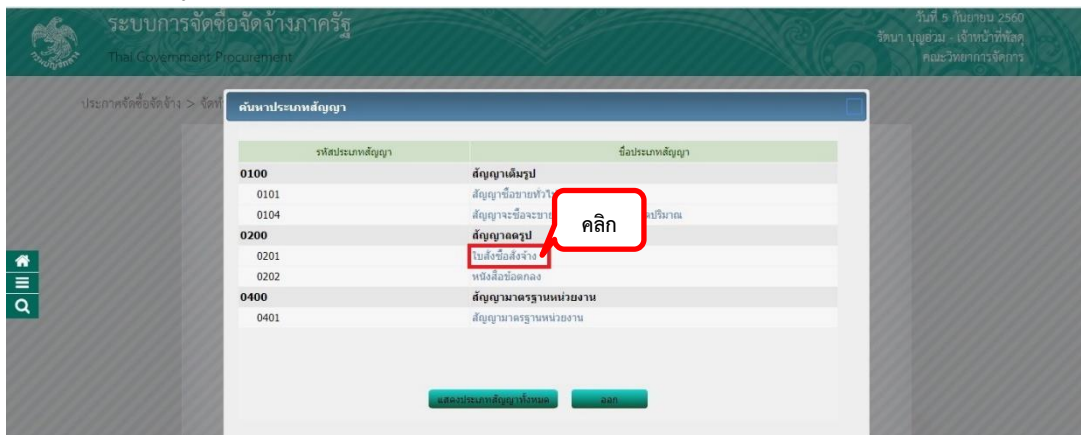 ระบบการจัดซื้อจัดจ้างภาครัฐ
Thai Government Procurement
วันที่ 5 กันยายน 2560
รัตนา บุญอ่วม - เจ้าหน้าที่พัสดุ
คณะวิทยาการจัดการ
ประกาศจัดซื้อจัดจ้าง > จัดทำ
ค้นหาประเภทสัญญา
รหัสประเภทสัญญา ชื่อประเภทสัญญา
0100 สัญญาเต็มรูป
0101 สัญญาซื้อขายทั่วไป
0104 สัญญาจะซื้อจะขาย ปริมาณ
คลิก
0200 สัญญาลดรูป
0201 ใบสั่งซื้อสั่งจ้าง
0202 หนังสือข้อตกลง
0400 สัญญามาตรฐานหน่วยงาน
0401 สัญญามาตรฐานหน่วยงาน
แสดงประเภทสัญญาทั้งหมด ออก